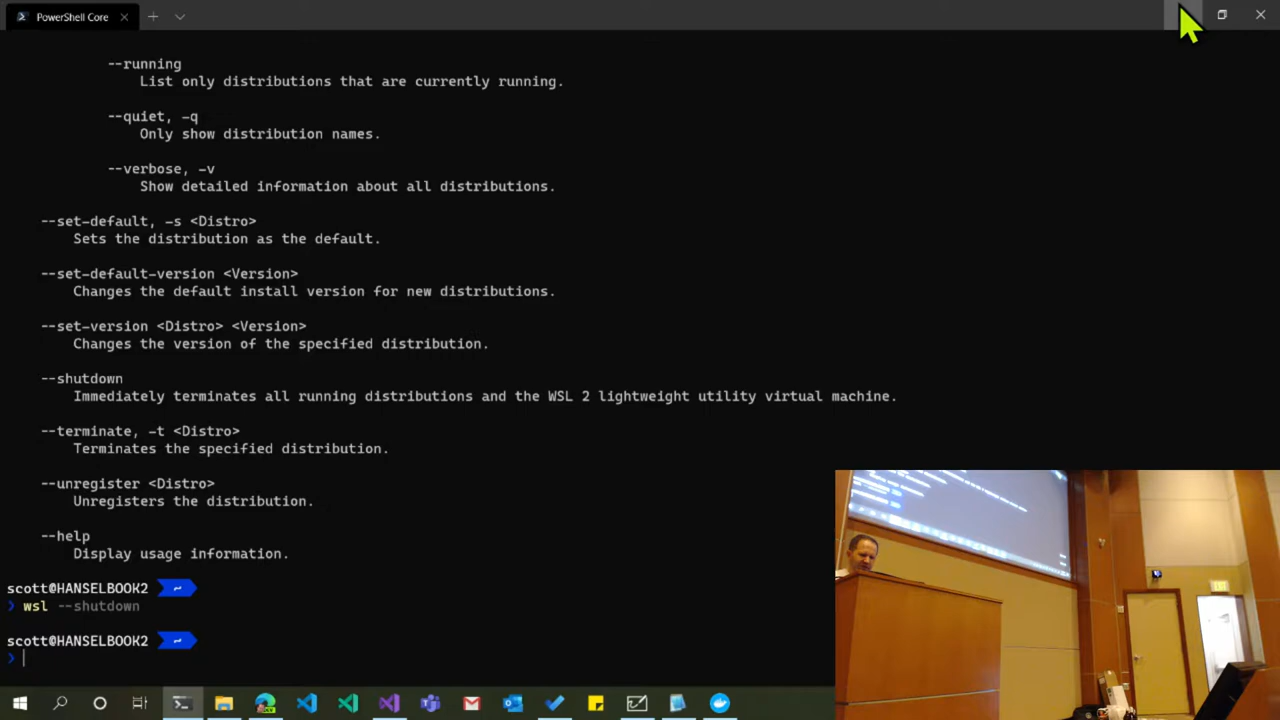 PowerShell Core
--running
List only distributions that are currently running.
--quiet, -q
Only show distribution names.
--verbose, -v
Show detailed information about all distributions.
--set-default, -s <Distro>
Sets the distribution as the default.
--set-default-version <Version>
Changes the default install version for new distributions.
--set-version <Distro> <Version>
Changes the version of the specified distribution.
--shutdown
Immediately terminates all running distributions and the WSL 2 lightweight utility virtual machine.
--terminate, -t <Distro>
Terminates the specified distribution.
--unregister <Distro>
Unregisters the distribution.
--help
Display usage information.
scott@HANSELBOOK2 ~
❯ wsl --shutdown
scott@HANSELBOOK2 ~
❯
EXIT